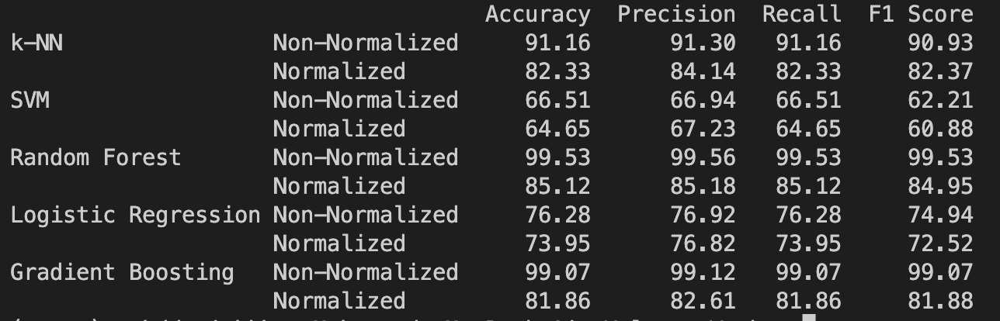 Accuracy Precision Recall F1 Score
k-NN Non-Normalized 91.16 91.30 91.16 90.93
Normalized 82.33 84.14 82.33 82.37
SVM Non-Normalized 66.51 66.94 66.51 62.21
Normalized 64.65 67.23 64.65 60.88
Random Forest Non-Normalized 99.53 99.56 99.53 99.53
Normalized 85.12 85.18 85.12 84.95
Logistic Regression Non-Normalized 76.28 76.92 76.28 74.94
Normalized 73.95 76.82 73.95 72.52
Gradient Boosting Non-Normalized 99.07 99.12 99.07 99.07
Normalized 81.86 82.61 81.86 81.88